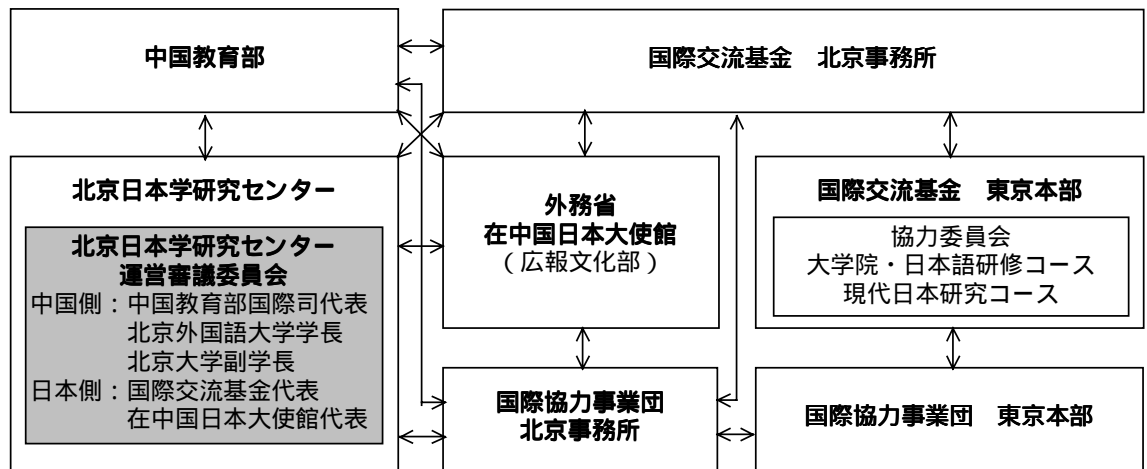 中国教育部
国際交流基金　北京事務所
北京日本学研究センター
北京日本学研究センター
運営審議委員会
中国側：中国教育部国際司代表
北京外国語大学学長
北京大学副学長
日本側：国際交流基金代表
在中国日本大使館代表
外務省
在中国日本大使館
（広報文化部）
国際交流基金　東京本部
協力委員会
大学院・日本語研修コース
現代日本研究コース
国際協力事業団
北京事務所
国際協力事業団　東京本部